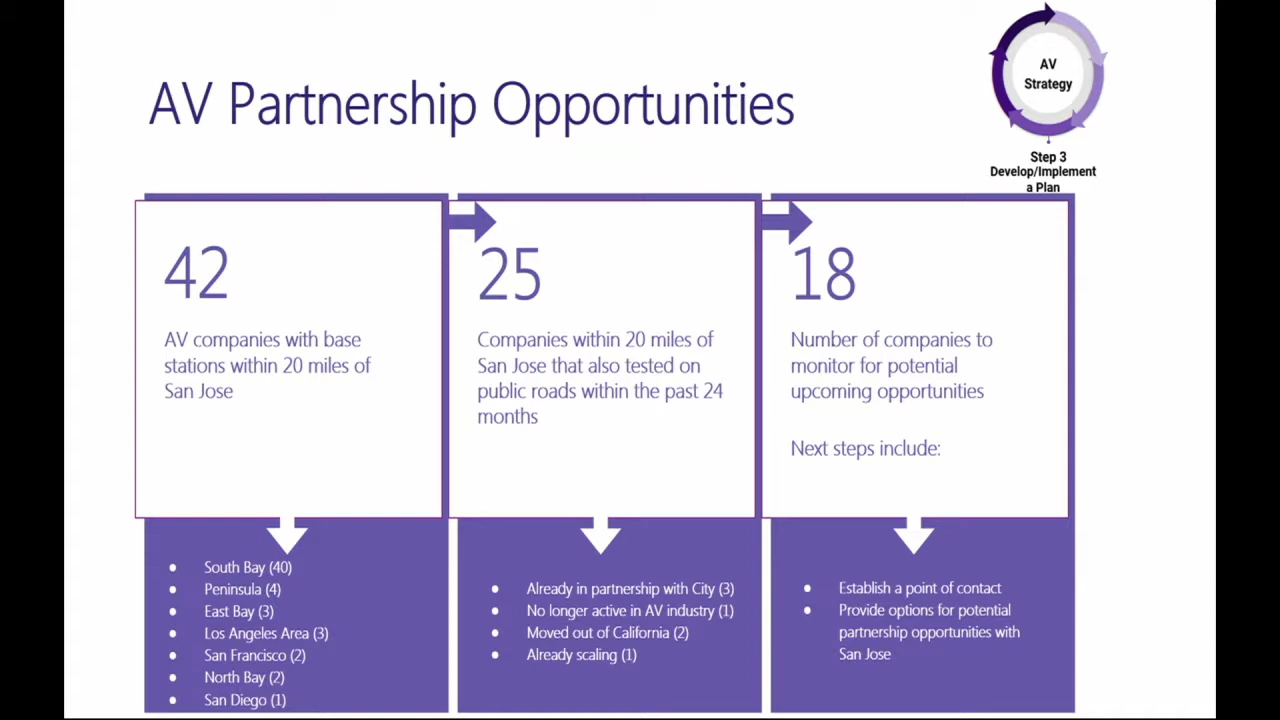 AV Partnership Opportunities
AV
Strategy
Step 3
Develop/Implement
a Plan
42
AV companies with base
stations within 20 miles of
San Jose
South Bay (40)
Peninsula (4)
East Bay (3)
Los Angeles Area (3)
San Francisco (2)
North Bay (2)
San Diego (1)
25
Companies within 20 miles of
San Jose that also tested on
public roads within the past 24
months
Already in partnership with City (3)
No longer active in AV industry (1)
Moved out of California (2)
Already scaling (1)
18
Number of companies to
monitor for potential
upcoming opportunities
Next steps include:
Establish a point of contact
Provide options for potential
partnership opportunities with
San Jose